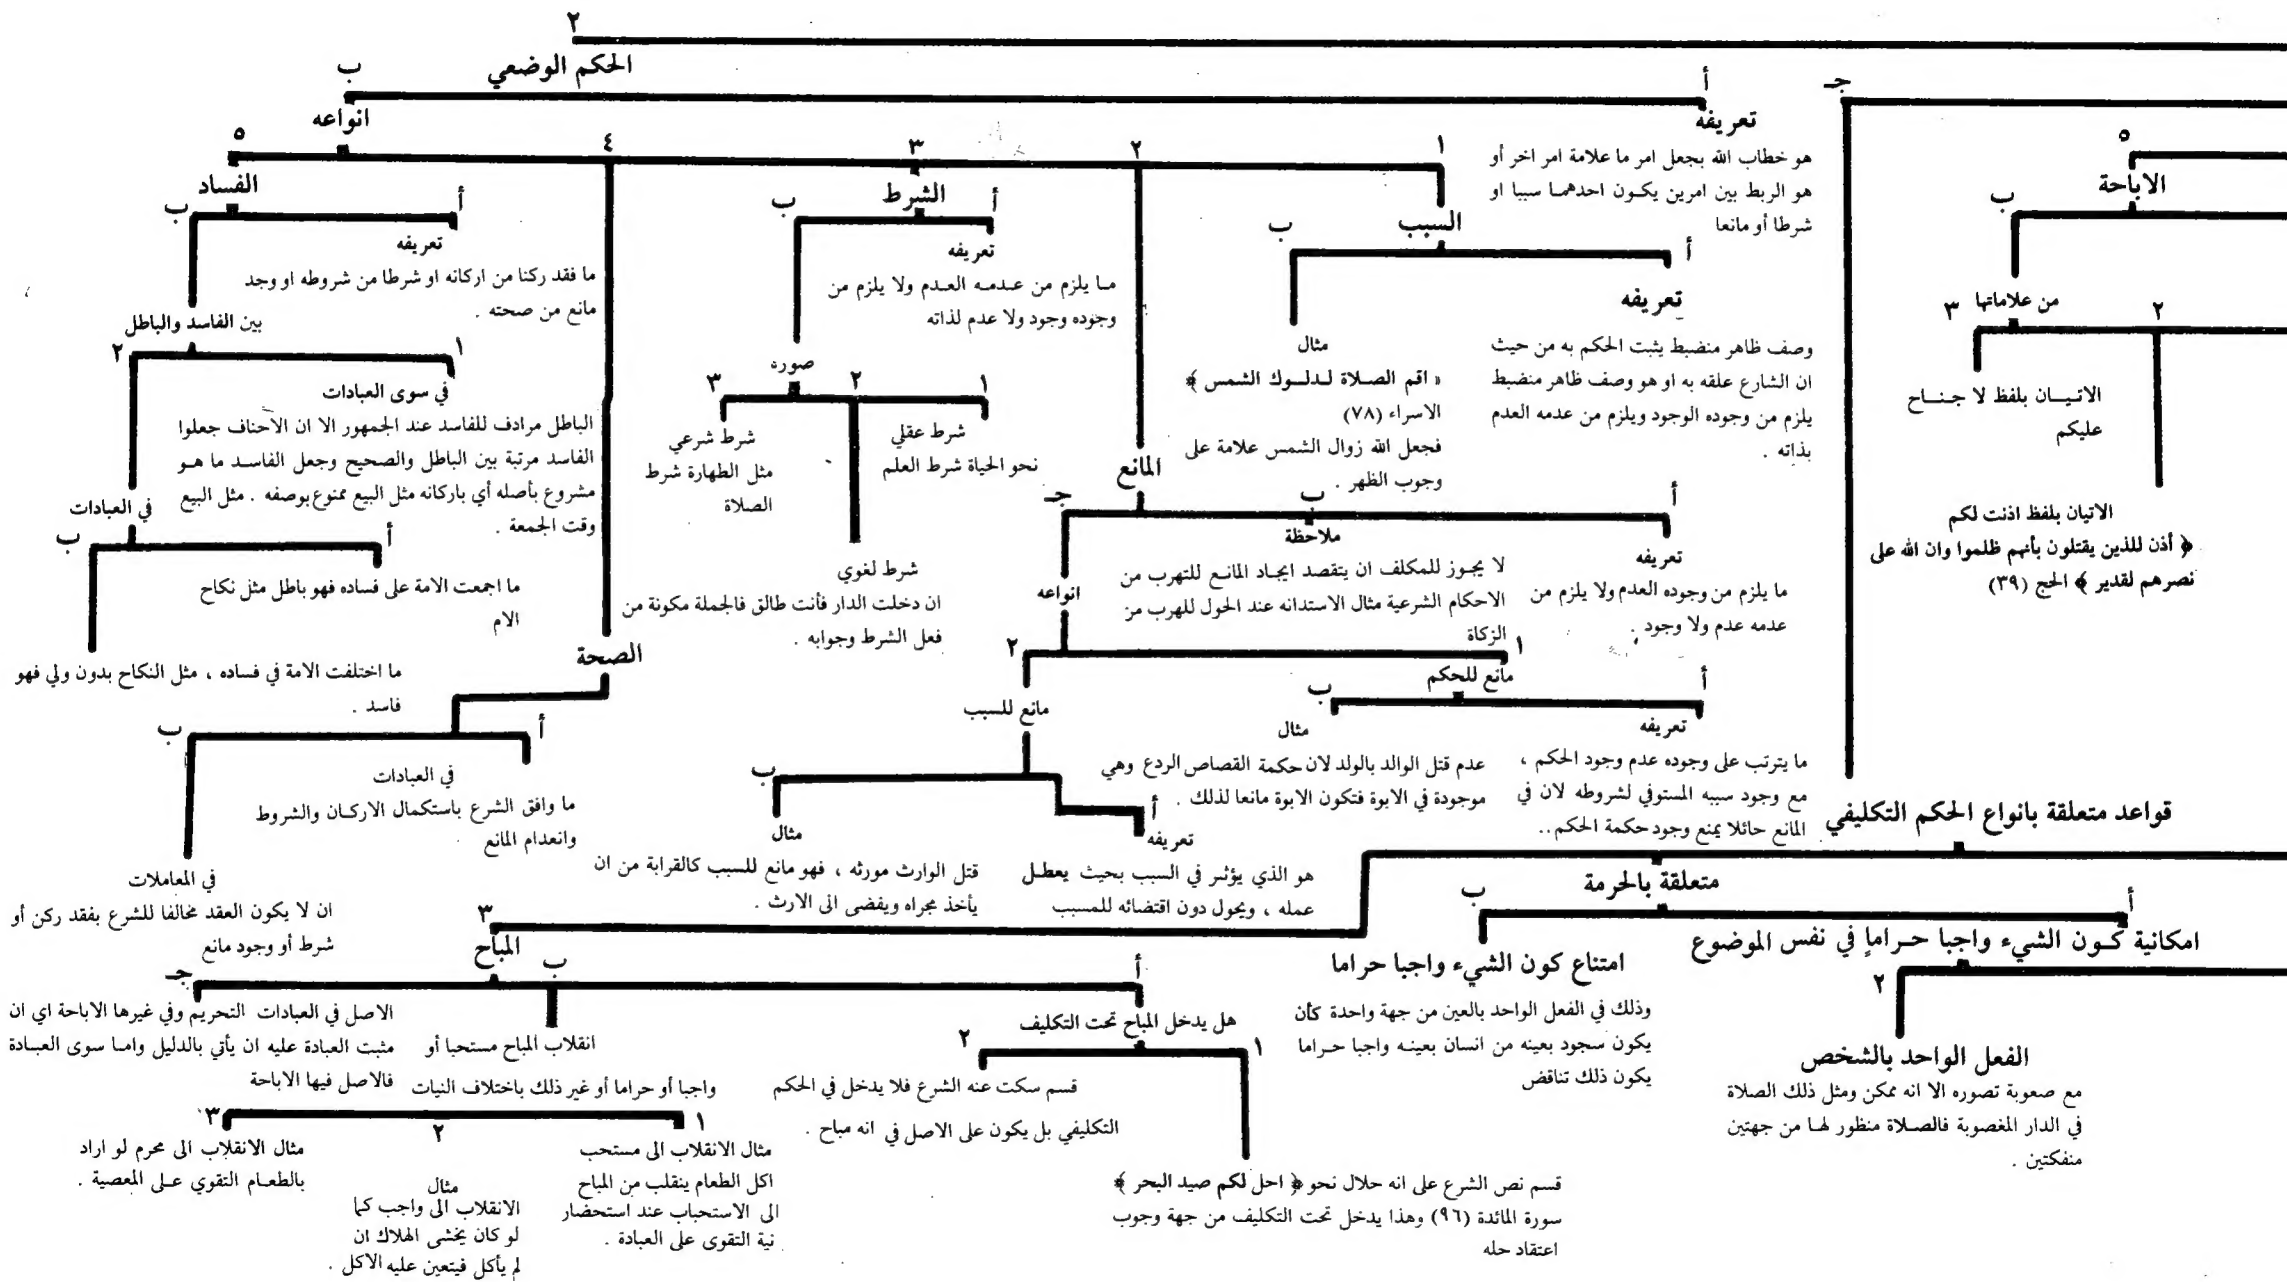 ٢
الحكم الوضعي
أ
تعريفه
هو خطاب الله بجعل امر ما علامة امر اخر أو
هو الربط بين امرين يكون احدهما سببا او
شرطا أو مانعا
ب
انواعه
١
السبب
أ
تعريفه
وصف ظاهر منضبط يثبت الحكم به من حيث
ان الشارع علقه به او هو وصف ظاهر منضبط
يلزم من وجوده الوجود ويلزم من عدمه العدم
بذاته .
ب
مثال
« اقم الصلاة لدلوك الشمس ﴾
الاسراء (٧٨)
فجعل الله زوال الشمس علامة على
وجوب الظهر .
٢
المانع
أ
تعريفه
ما يلزم من وجوده العدم ولا يلزم من
عدمه عدم ولا وجود .
ب
ملاحظة
لا يجوز للمكلف ان يتقصد ايجاد المانع للتهرب من
الاحكام الشرعية مثال الاستدانه عند الحول للهرب من
الزكاة
جـ
انواعه
١
مانع للحكم
أ
تعريفه
ما يترتب على وجوده عدم وجود الحكم ،
مع وجود سببه المستوفي لشروطه لان في
المانع حائلا يمنع وجود حكمة الحكم ..
ب
مثال
عدم قتل الوالد بالولد لان حكمة القصاص الردع وهي
موجودة في الابوة فتكون الابوة مانعا لذلك .
٢
مانع للسبب
أ
تعريفه
هو الذي يؤثر في السبب بحيث يعطل
عمله ، ويحول دون اقتضائه للمسبب
ب
مثال
قتل الوارث مورثه ، فهو مانع للسبب كالقرابة من ان
يأخذ مجراه ويفضى الى الارث .
٣
الشرط
أ
تعريفه
ما يلزم من عدمه العدم ولا يلزم من
وجوده وجود ولا عدم لذاته
ب
صوره
١
شرط عقلي
نحو الحياة شرط العلم
٢
شرط لغوي
ان دخلت الدار فأنت طالق فالجملة مكونة من
فعل الشرط وجوابه .
٣
شرط شرعي
مثل الطهارة شرط
الصلاة
٤
الصحة
أ
في العبادات
ما وافق الشرع باستكمال الاركان والشروط
وانعدام المانع
ب
في المعاملات
ان لا يكون العقد مخالفا للشرع بفقد ركن أو
شرط أو وجود مانع
٥
الفساد
أ
تعريفه
ما فقد ركنا من اركانه او شرطا من شروطه او وجد
مانع من صحته .
ب
بين الفاسد والباطل
١
في سوى العبادات
الباطل مرادف للفاسد عند الجمهور الا ان الأحناف جعلوا
الفاسد مرتبة بين الباطل والصحيح وجعل الفاسد ما هو
مشروع بأصله أي باركانه مثل البيع ممنوع بوصفه . مثل البيع
وقت الجمعة .
٢
في العبادات
أ
ما اجمعت الامة على فساده فهو باطل مثل نكاح
الام
ب
ما اختلفت الامة في فساده ، مثل النكاح بدون ولي فهو
فاسد .
٥
الاباحة
ب
من علاماتها
٢
الاتيان بلفظ اذنت لكم
﴿ أذن للذين يقتلون بأنهم ظلموا وان الله على
نصرهم لقدير ﴾ الحج (٣٩)
٣
الاتيان بلفظ لا جناح
عليكم
جـ
قواعد متعلقة بانواع الحكم التكليفي
متعلقة بالحرمة
أ
امكانية كون الشيء واجبا حراما في نفس الموضوع
٢
الفعل الواحد بالشخص
مع صعوبة تصوره الا انه ممكن ومثل ذلك الصلاة
في الدار المغصوبة فالصلاة منظور لها من جهتين
منفكتين .
ب
امتناع كون الشيء واجبا حراما
وذلك في الفعل الواحد بالعين من جهة واحدة كأن
يكون سجود بعينه من انسان بعينه واجبا حراما
يكون ذلك تناقض
٣
المباح
أ
هل يدخل المباح تحت التكليف
١
قسم نص الشرع على انه حلال نحو ﴿ احل لكم صيد البحر ﴾
سورة المائدة (٩٦) وهذا يدخل تحت التكليف من جهة وجوب
اعتقاد حله
٢
قسم سكت عنه الشرع فلا يدخل في الحكم
التكليفي بل يكون على الاصل في انه مباح .
ب
انقلاب المباح مستحبا أو
واجبا أو حراما أو غير ذلك باختلاف النيات
١
مثال الانقلاب الى مستحب
اكل الطعام ينقلب من المباح
الى الاستحباب عند استحضار
نية التقوى على العبادة .
٢
مثال
الانقلاب الى واجب كما
لو كان يخشى الهلاك ان
لم يأكل فيتعين عليه الاكل .
٣
مثال الانقلاب الى محرم لو اراد
بالطعام التقوي على المعصية .
جـ
الاصل في العبادات التحريم وفي غيرها الاباحة اي ان
مثبت العبادة عليه ان يأتي بالدليل واما سوى العبادة
فالاصل فيها الاباحة